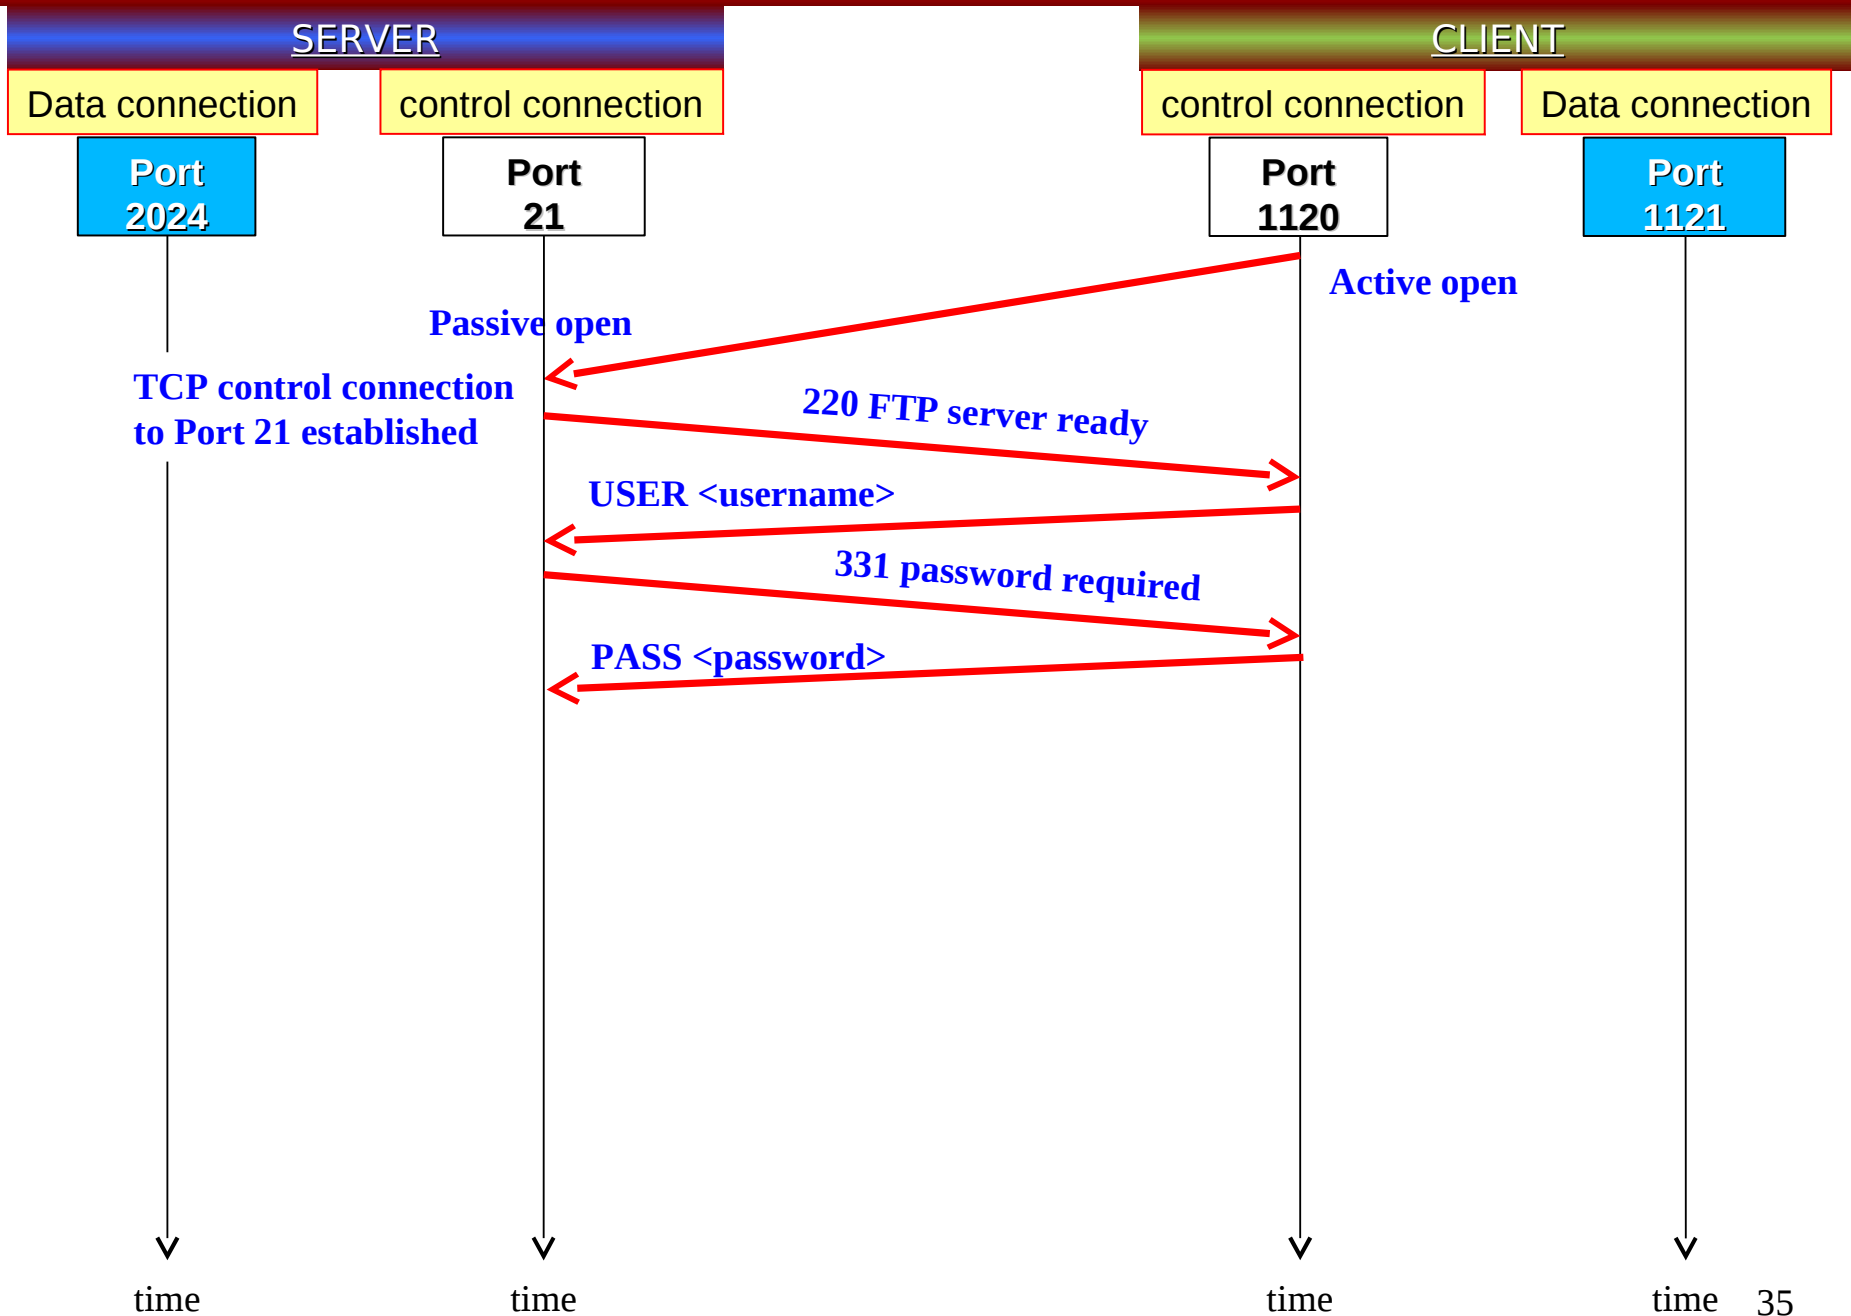 SERVER
CLIENT
Data connection
control connection
control connection
Data connection
Port
2024
Port
21
Port
1120
Port
1121
Active open
Passive open
TCP control connection
to Port 21 established
220 FTP server ready
USER <username>
331 password required
PASS <password>
time
time
time
time
35